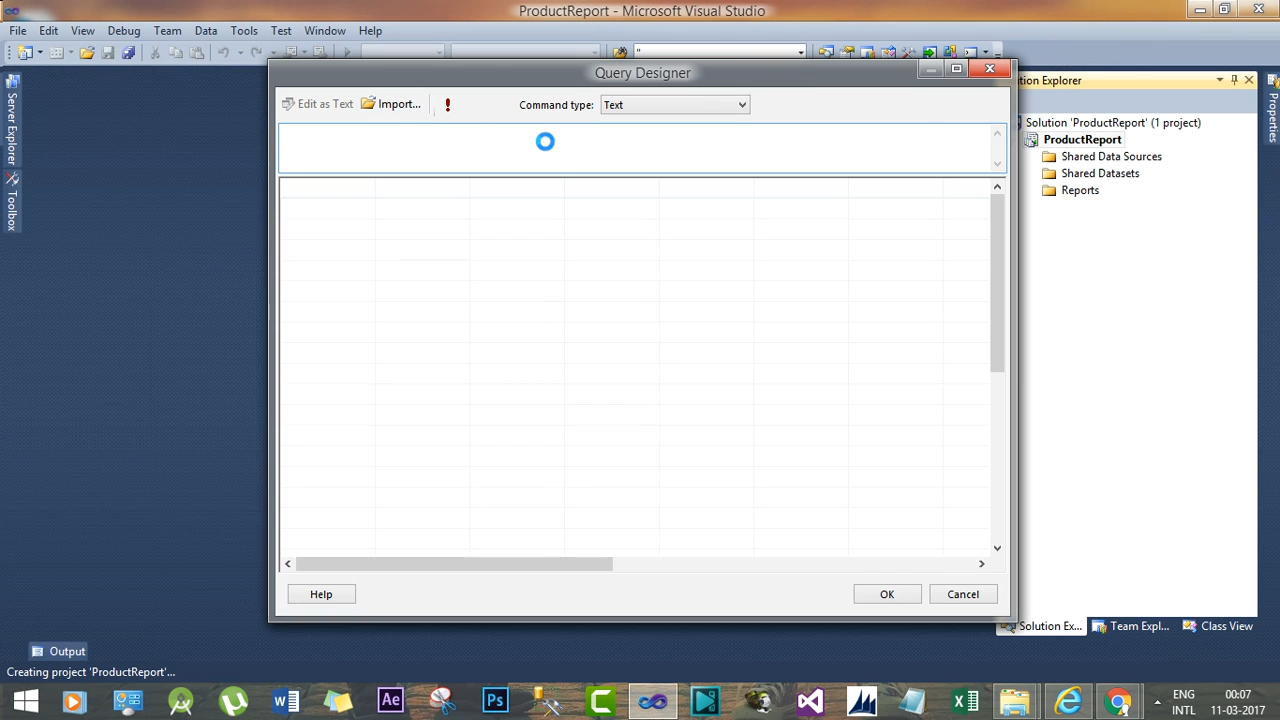 ProductReport - Microsoft Visual Studio
File Edit View Debug Team Data Tools Test Window Help
"
Query Designer
Edit as Text Import... ! Command type: Text
Server Explorer
Toolbox
Properties
Solution 'ProductReport' (1 project)
ProductReport
Shared Data Sources
Shared Datasets
Reports
Help OK Cancel
Solution Ex... Team Expl... Class View
Output
Creating project 'ProductReport'...
Ae Ps
ENG 00:07
INTL 11-03-2017